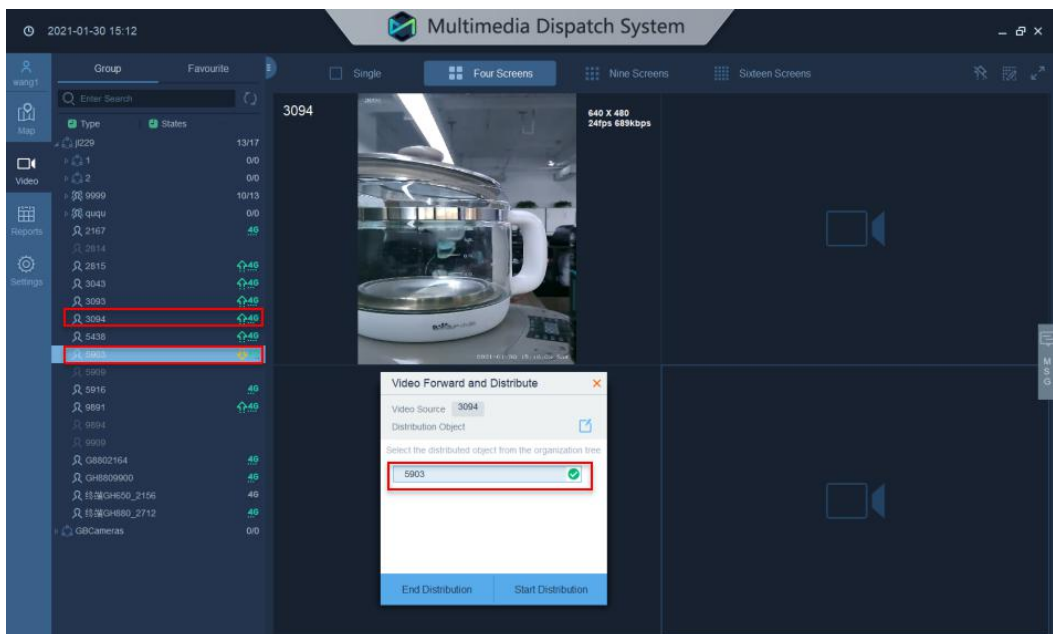 2021-01-30 15:12
Multimedia Dispatch System
wang1
Map
Video
Reports
Settings
Group Favourite
Enter Search
Type States
jl229 13/17
1 0/0
2 0/0
9999 10/13
ququ 0/0
2167 4G
2814
2815 4G
3043 4G
3093 4G
3094 4G
5436 4G
5903
5909
5916 4G
9891 4G
9894
9909
G8802164 4G
GH8809900 4G
终端GH650_2156 4G
终端GH880_2712 4G
GBCameras 0/0
Single Four Screens Nine Screens Sixteen Screens
3094
640 X 480
24fps 689kbps
MSG
Video Forward and Distribute
Video Source 3094
Distribution Object
Select the distributed object from the organization tree
5903
End Distribution Start Distribution